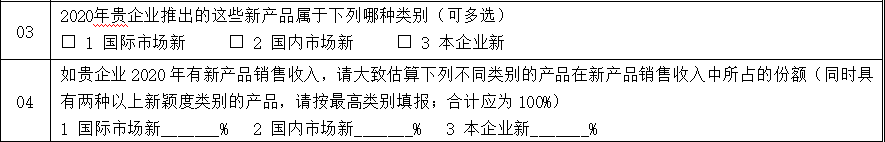 03
2020年贵企业推出的这些新产品属于下列哪种类别（可多选）
□ 1 国际市场新 □ 2 国内市场新 □ 3 本企业新
04
如贵企业 2020 年有新产品销售收入，请大致估算下列不同类别的产品在新产品销售收入中所占的份额（同时具
有两种以上新颖度类别的产品，请按最高类别填报；合计应为 100%）
1 国际市场新______% 2 国内市场新______% 3 本企业新______%